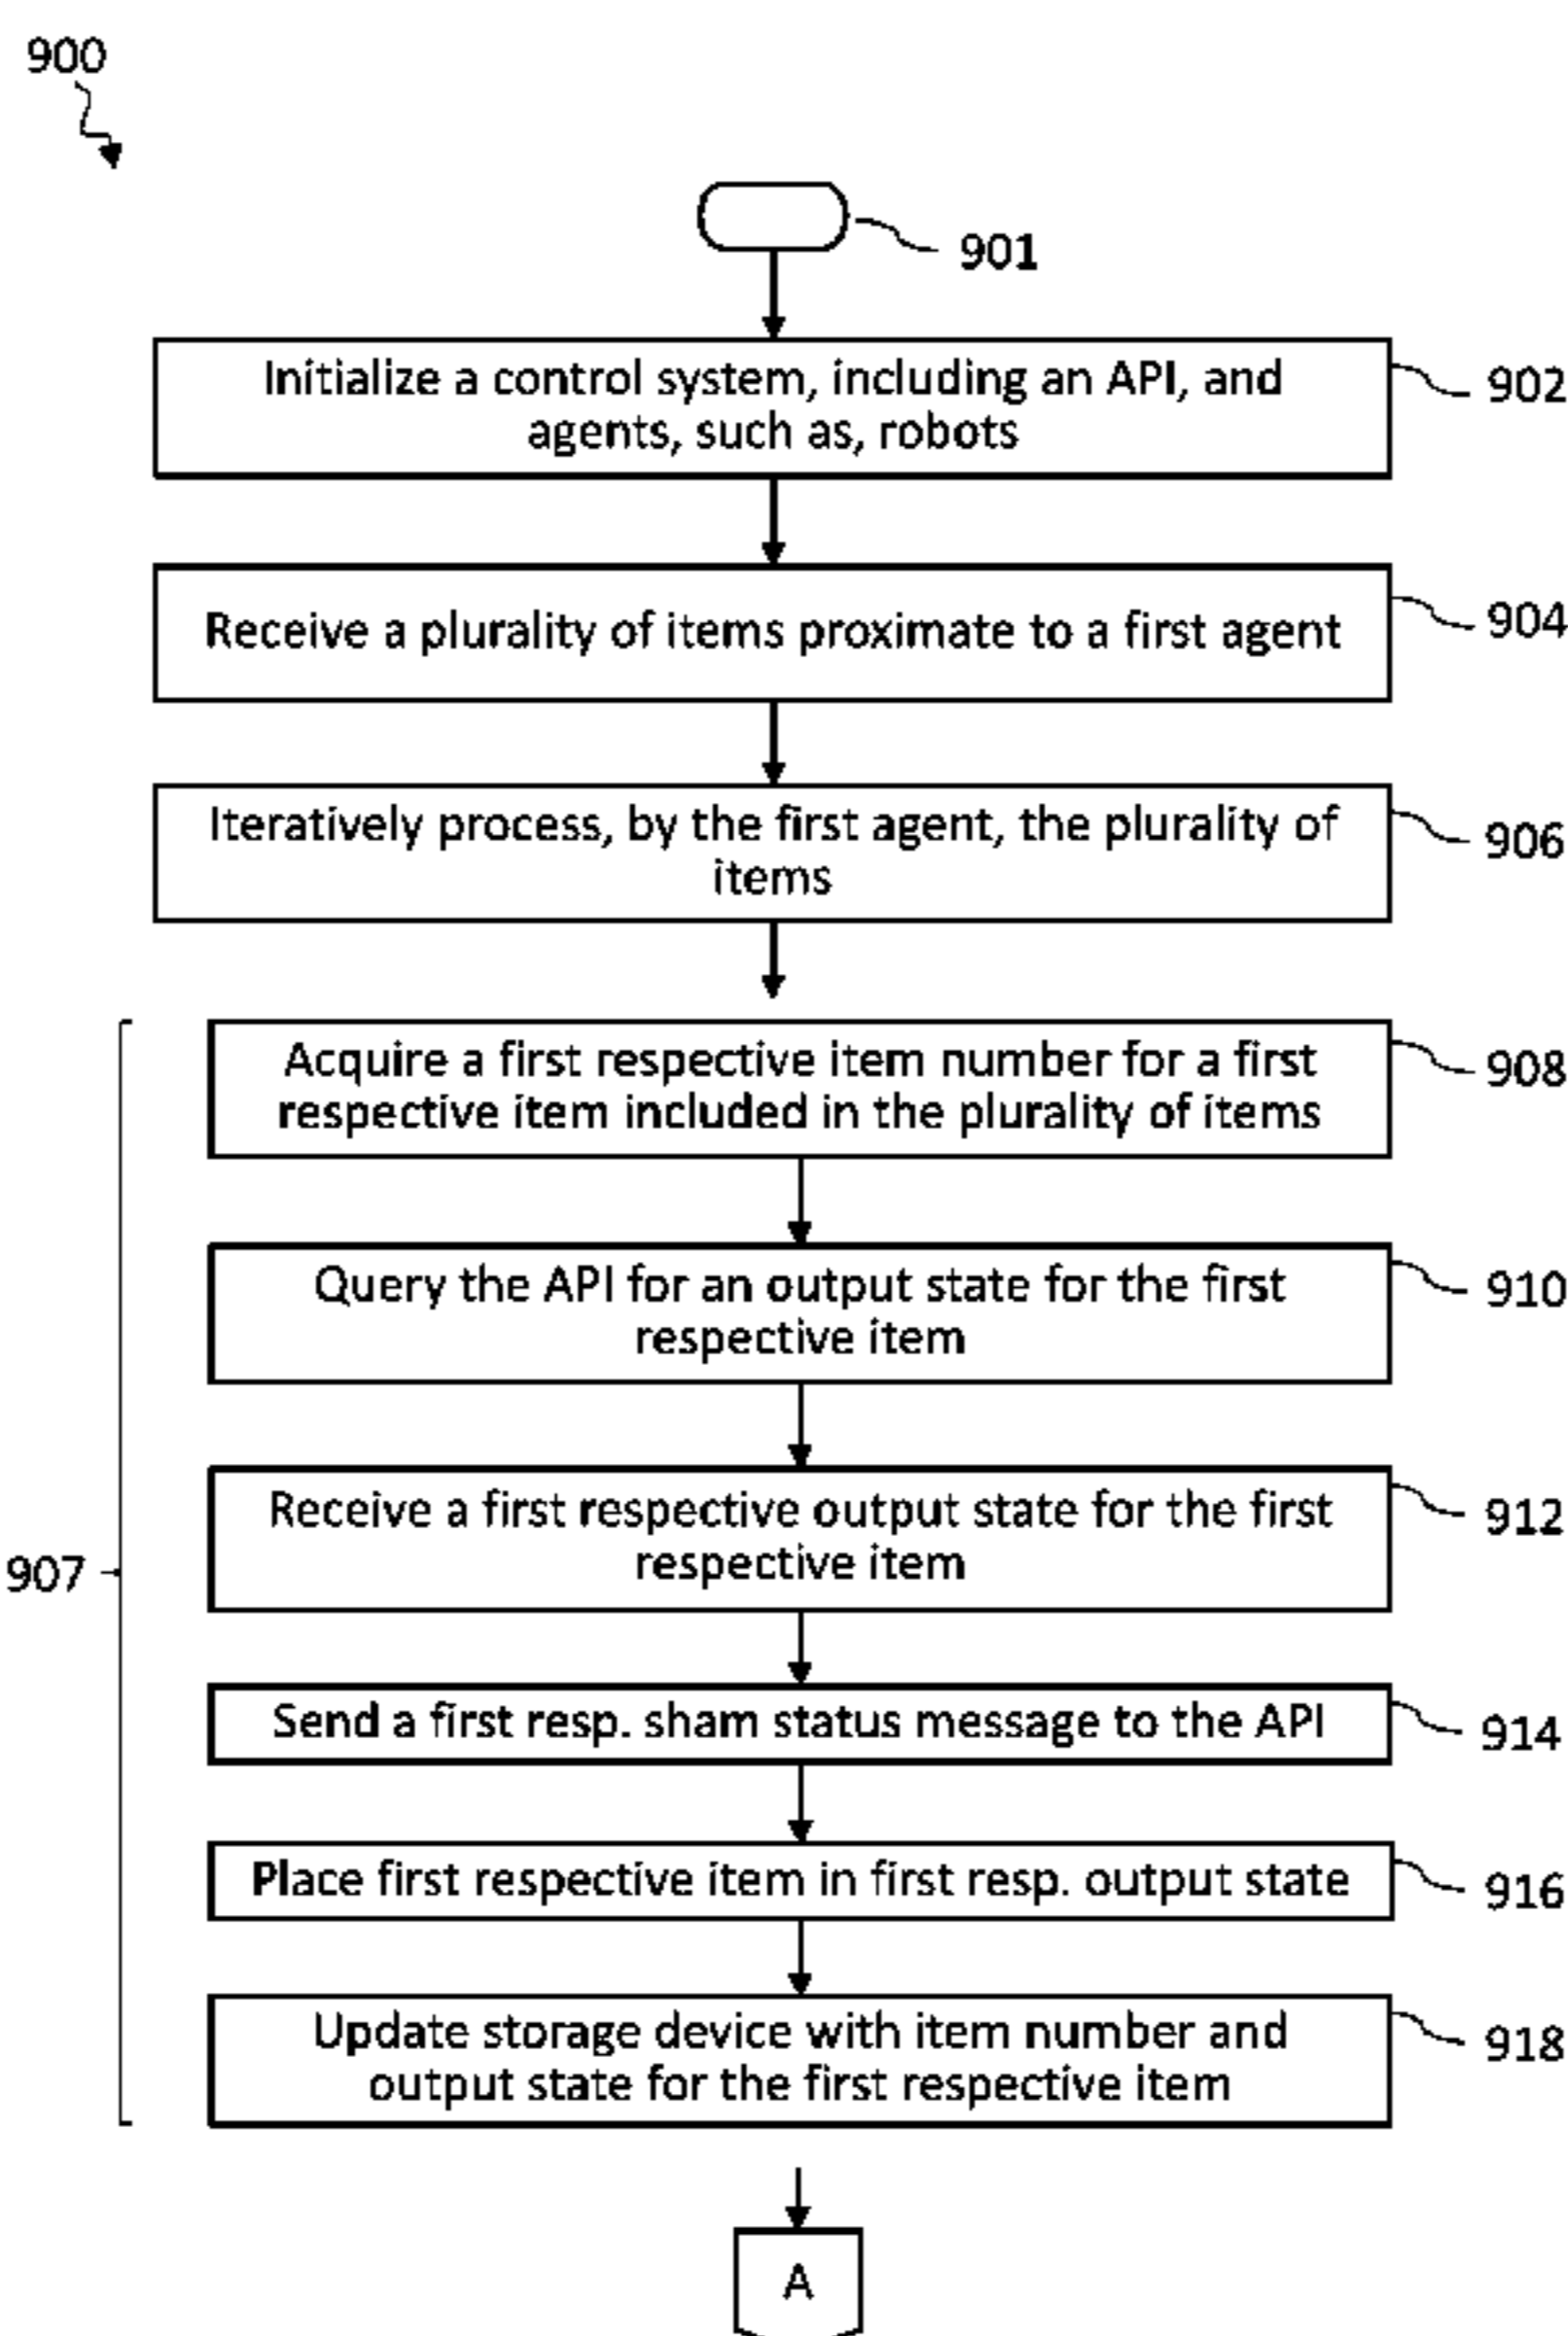 900
901
Initialize a control system, including an API, and
agents, such as, robots
902
Receive a plurality of items proximate to a first agent
904
Iteratively process, by the first agent, the plurality of
items
906
907
Acquire a first respective item number for a first
respective item included in the plurality of items
908
Query the API for an output state for the first
respective item
910
Receive a first respective output state for the first
respective item
912
Send a first resp. sham status message to the API
914
Place first respective item in first resp. output state
916
Update storage device with item number and
output state for the first respective item
918
A